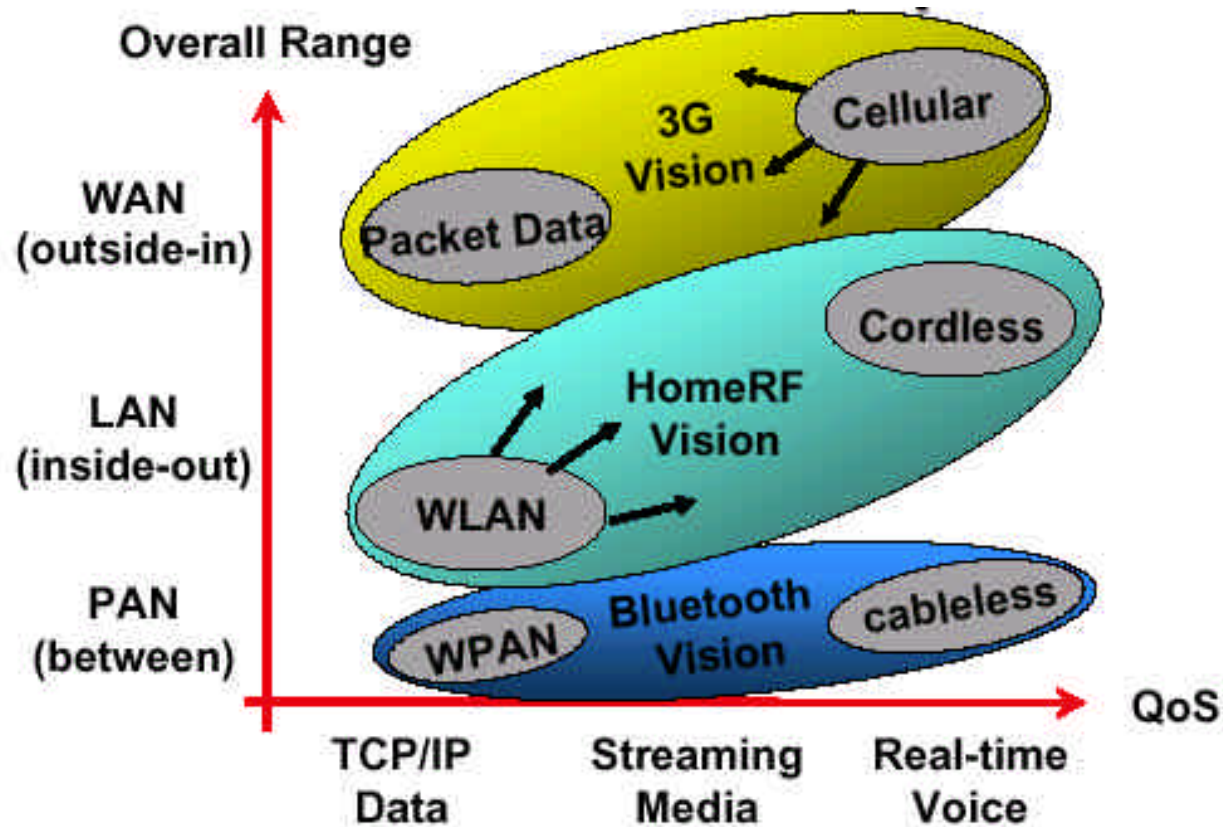 Overall Range
3G
Vision
Cellular
Packet Data
WAN
(outside-in)
Cordless
HomeRF
Vision
LAN
(inside-out)
WLAN
PAN
(between)
Bluetooth
Vision
WPAN
cableless
QoS
TCP/IP
Data
Streaming
Media
Real-time
Voice